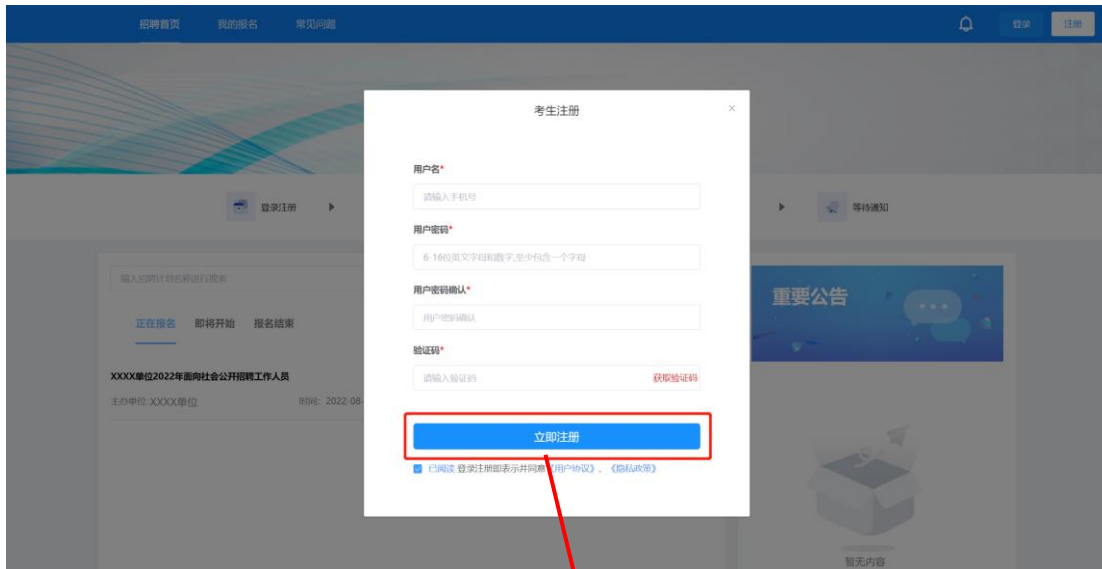 招聘首页 我的报名 常见问题 登录 注册
考生注册
用户名*
请输入手机号
登录注册 等待通知
用户密码*
6-16位英文字母和数字,至少包含一个字母
输入招聘计划名称进行搜索
用户密码确认*
用户密码确认
重要公告
正在报名 即将开始 报名结束
验证码*
请输入验证码 获取验证码
XXXX单位2022年面向社会公开招聘工作人员
主办单位:XXXX单位 时间: 2022-08-
立即注册
已阅读 登录注册即表示并同意《用户协议》、《隐私政策》
暂无内容